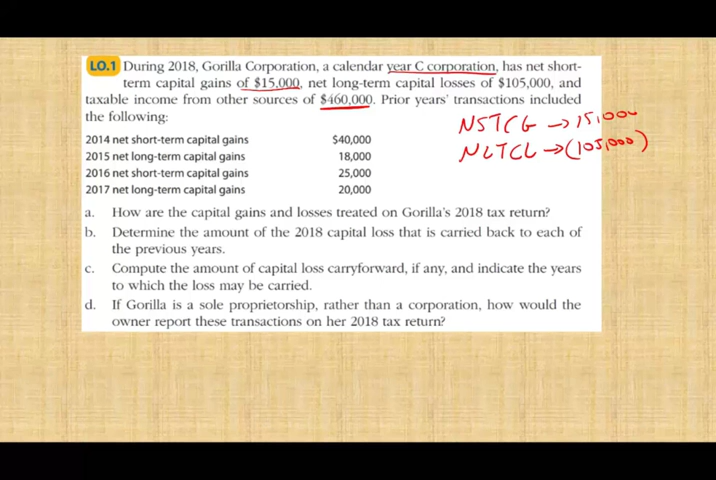 LO.1 During 2018, Gorilla Corporation, a calendar year C corporation, has net short-
term capital gains of $15,000, net long-term capital losses of $105,000, and
taxable income from other sources of $460,000. Prior years' transactions included
the following:
NSTCG → 15,000
NLTCL → (105,000)
2014 net short-term capital gains $40,000
2015 net long-term capital gains 18,000
2016 net short-term capital gains 25,000
2017 net long-term capital gains 20,000
a. How are the capital gains and losses treated on Gorilla's 2018 tax return?
b. Determine the amount of the 2018 capital loss that is carried back to each of
the previous years.
c. Compute the amount of capital loss carryforward, if any, and indicate the years
to which the loss may be carried.
d. If Gorilla is a sole proprietorship, rather than a corporation, how would the
owner report these transactions on her 2018 tax return?